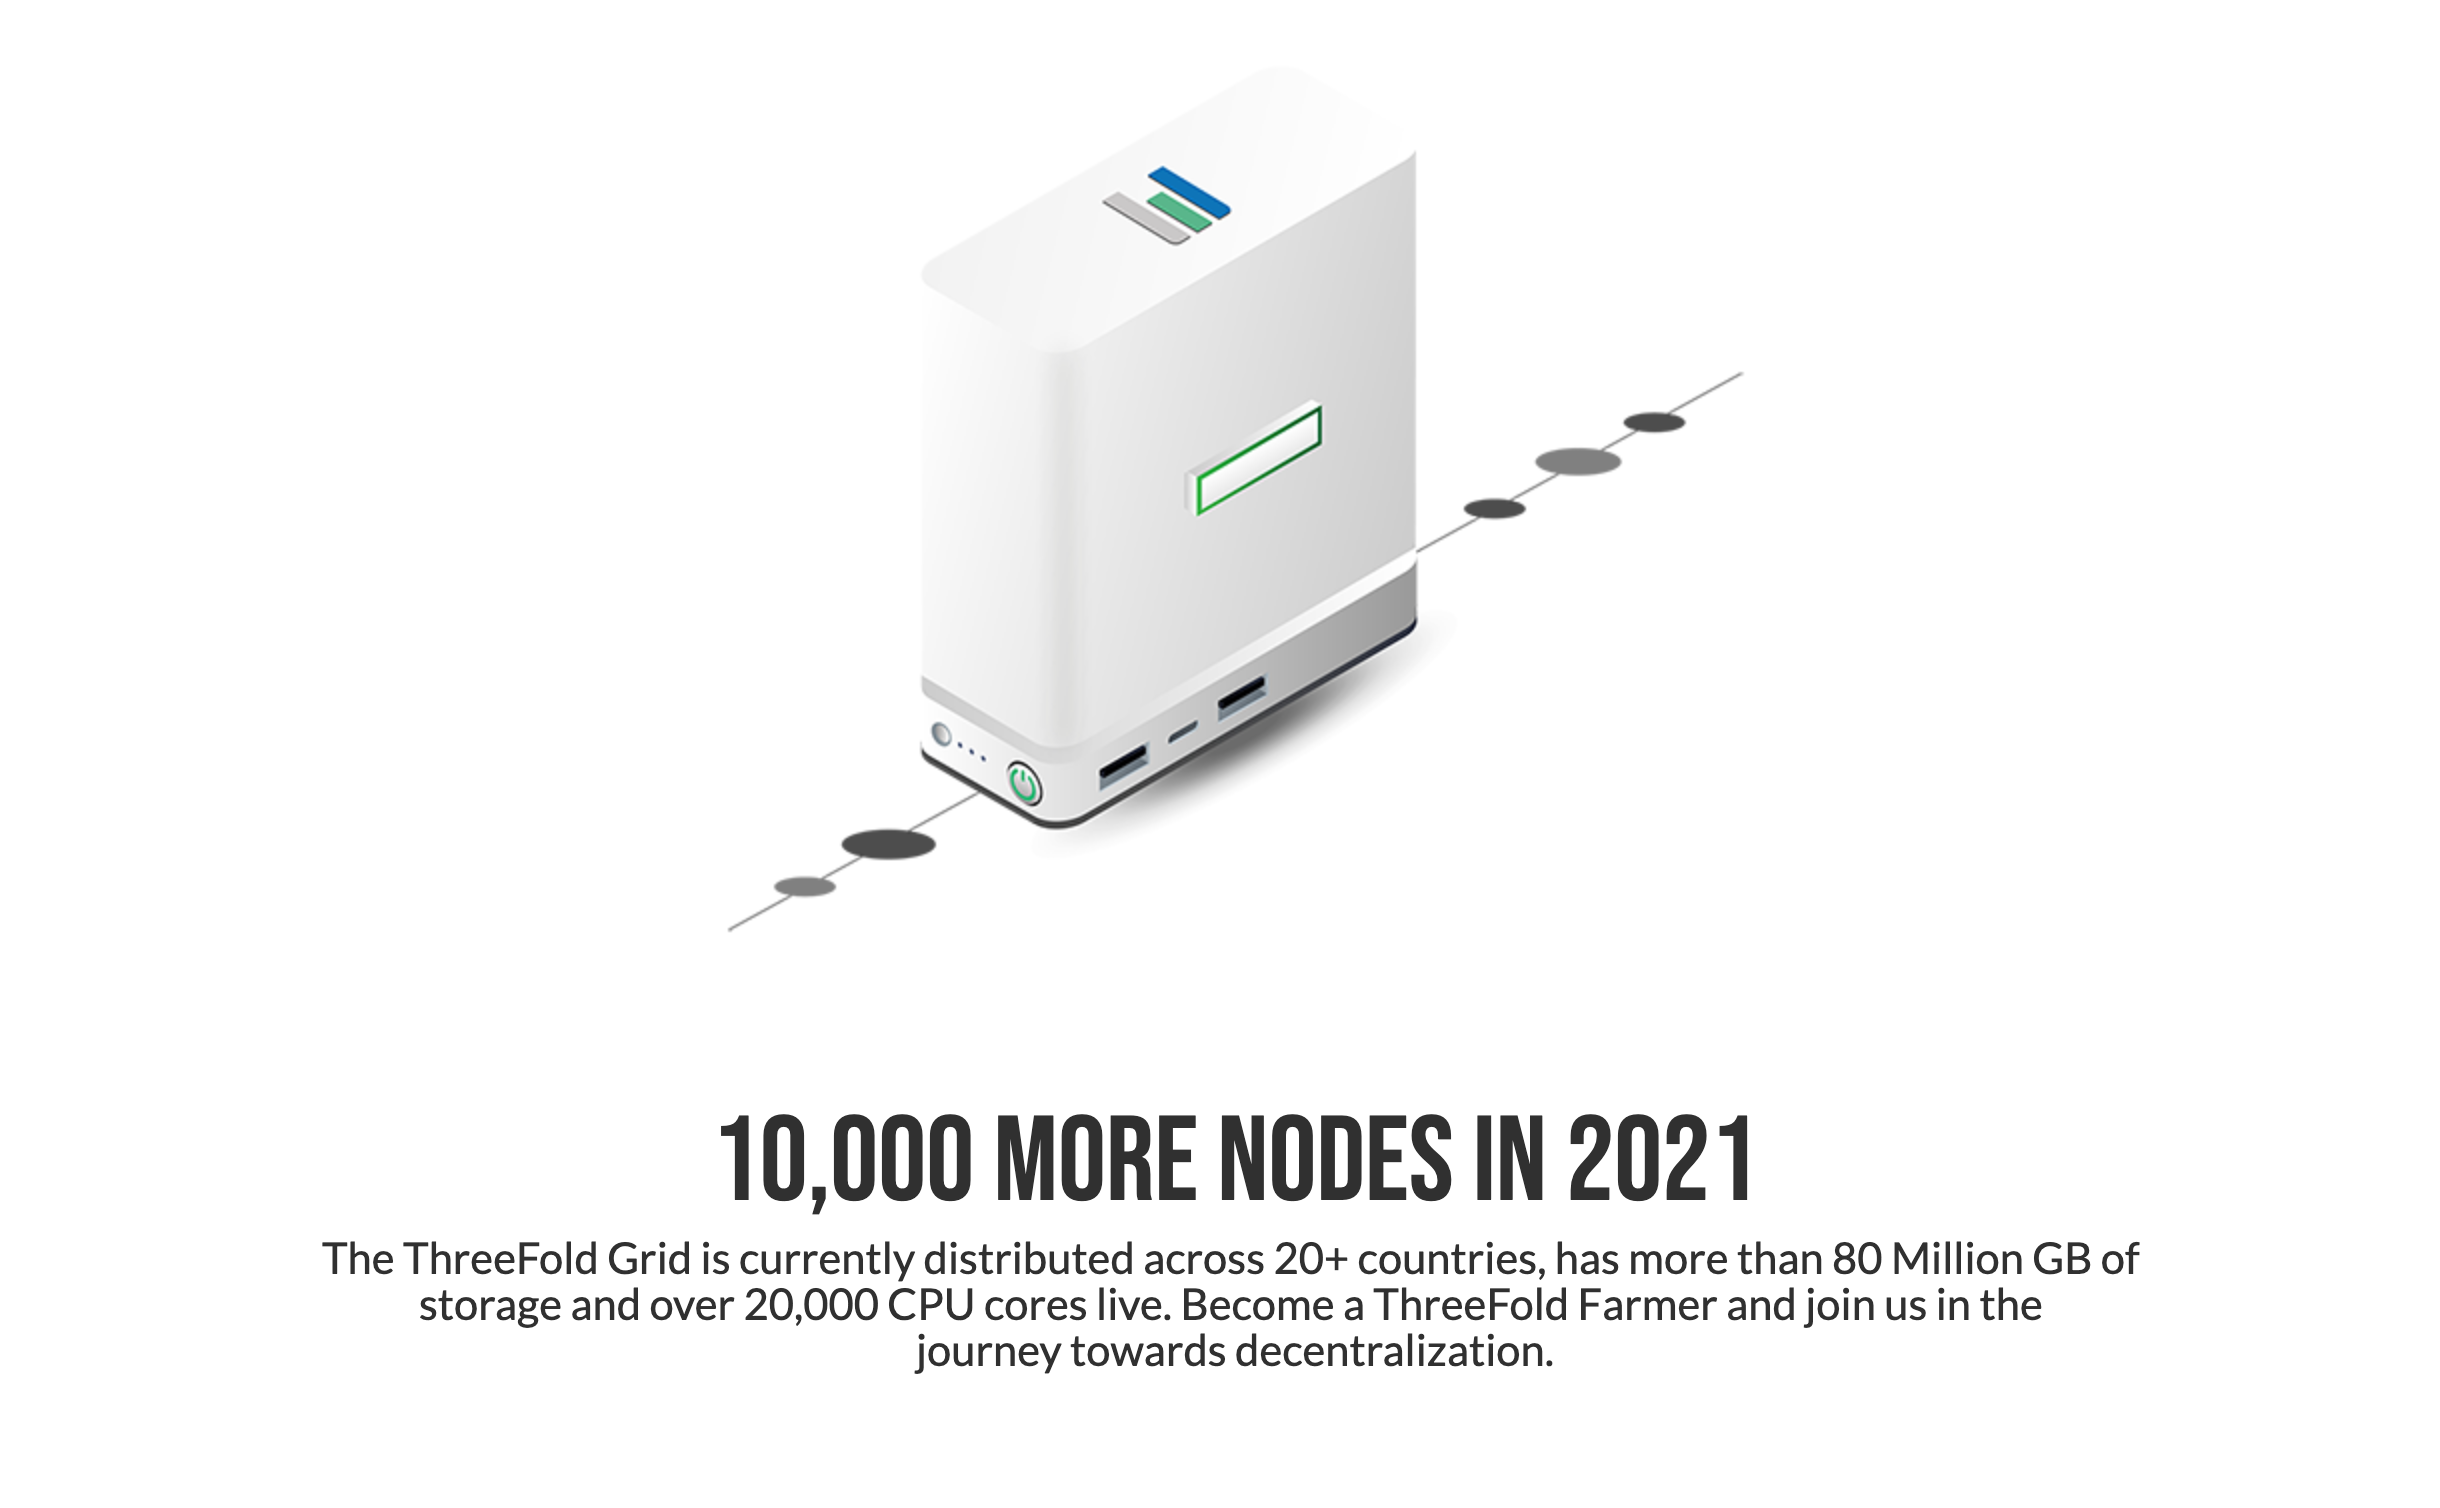 10,000 MORE NODES IN 2021
The ThreeFold Grid is currently distributed across 20+ countries, has more than 80 Million GB of
storage and over 20,000 CPU cores live. Become a ThreeFold Farmer and join us in the
journey towards decentralization.